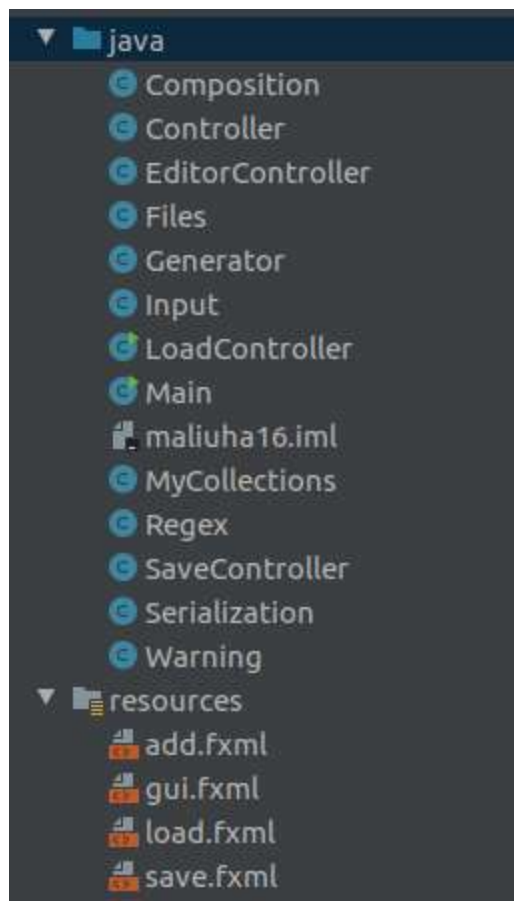 java
Composition
Controller
EditorController
Files
Generator
Input
LoadController
Main
maliuha16.iml
MyCollections
Regex
SaveController
Serialization
Warning
resources
add.fxml
gui.fxml
load.fxml
save.fxml